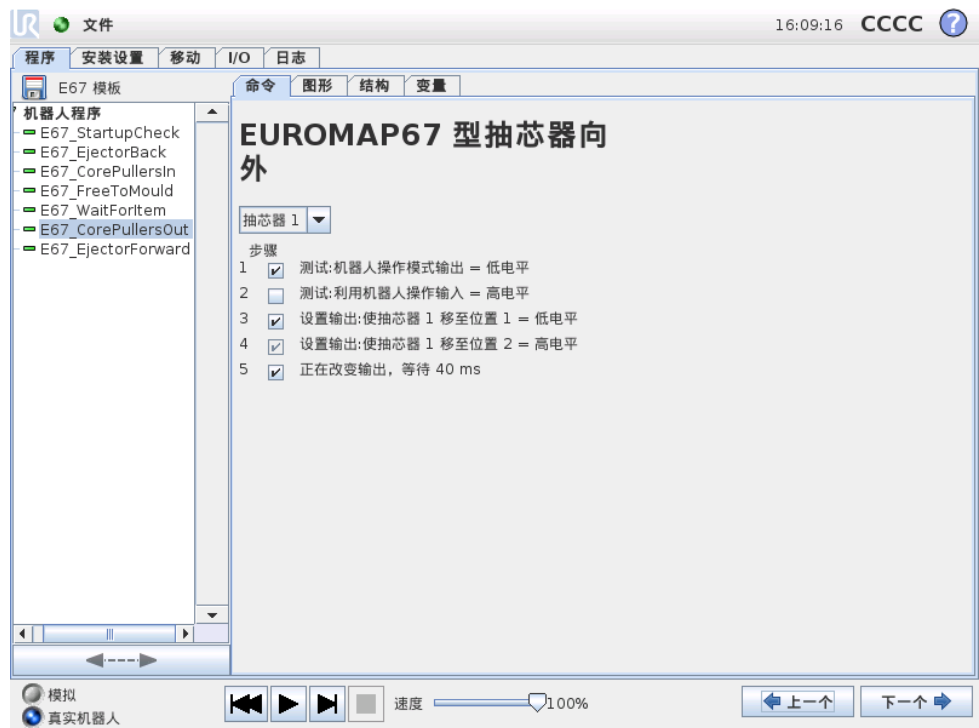 UR 文件 16:09:16 CCCC ?
程序 安装设置 移动 I/O 日志
E67 模板
命令 图形 结构 变量
机器人程序
E67_StartupCheck
E67_EjectorBack
E67_CorePullersIn
E67_FreeToMould
E67_WaitForItem
E67_CorePullersOut
E67_EjectorForward
EUROMAP67 型抽芯器向
外
抽芯器 1
步骤
1 测试:机器人操作模式输出 = 低电平
2 测试:利用机器人操作输入 = 高电平
3 设置输出:使抽芯器 1 移至位置 1 = 低电平
4 设置输出:使抽芯器 1 移至位置 2 = 高电平
5 正在改变输出，等待 40 ms
模拟
真实机器人
速度 100%
上一个 下一个